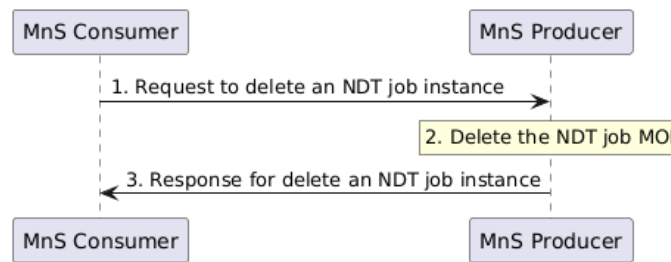 MnS Consumer MnS Producer
1. Request to delete an NDT job instance
2. Delete the NDT job
3. Response for delete an NDT job instance
MnS Consumer MnS Producer